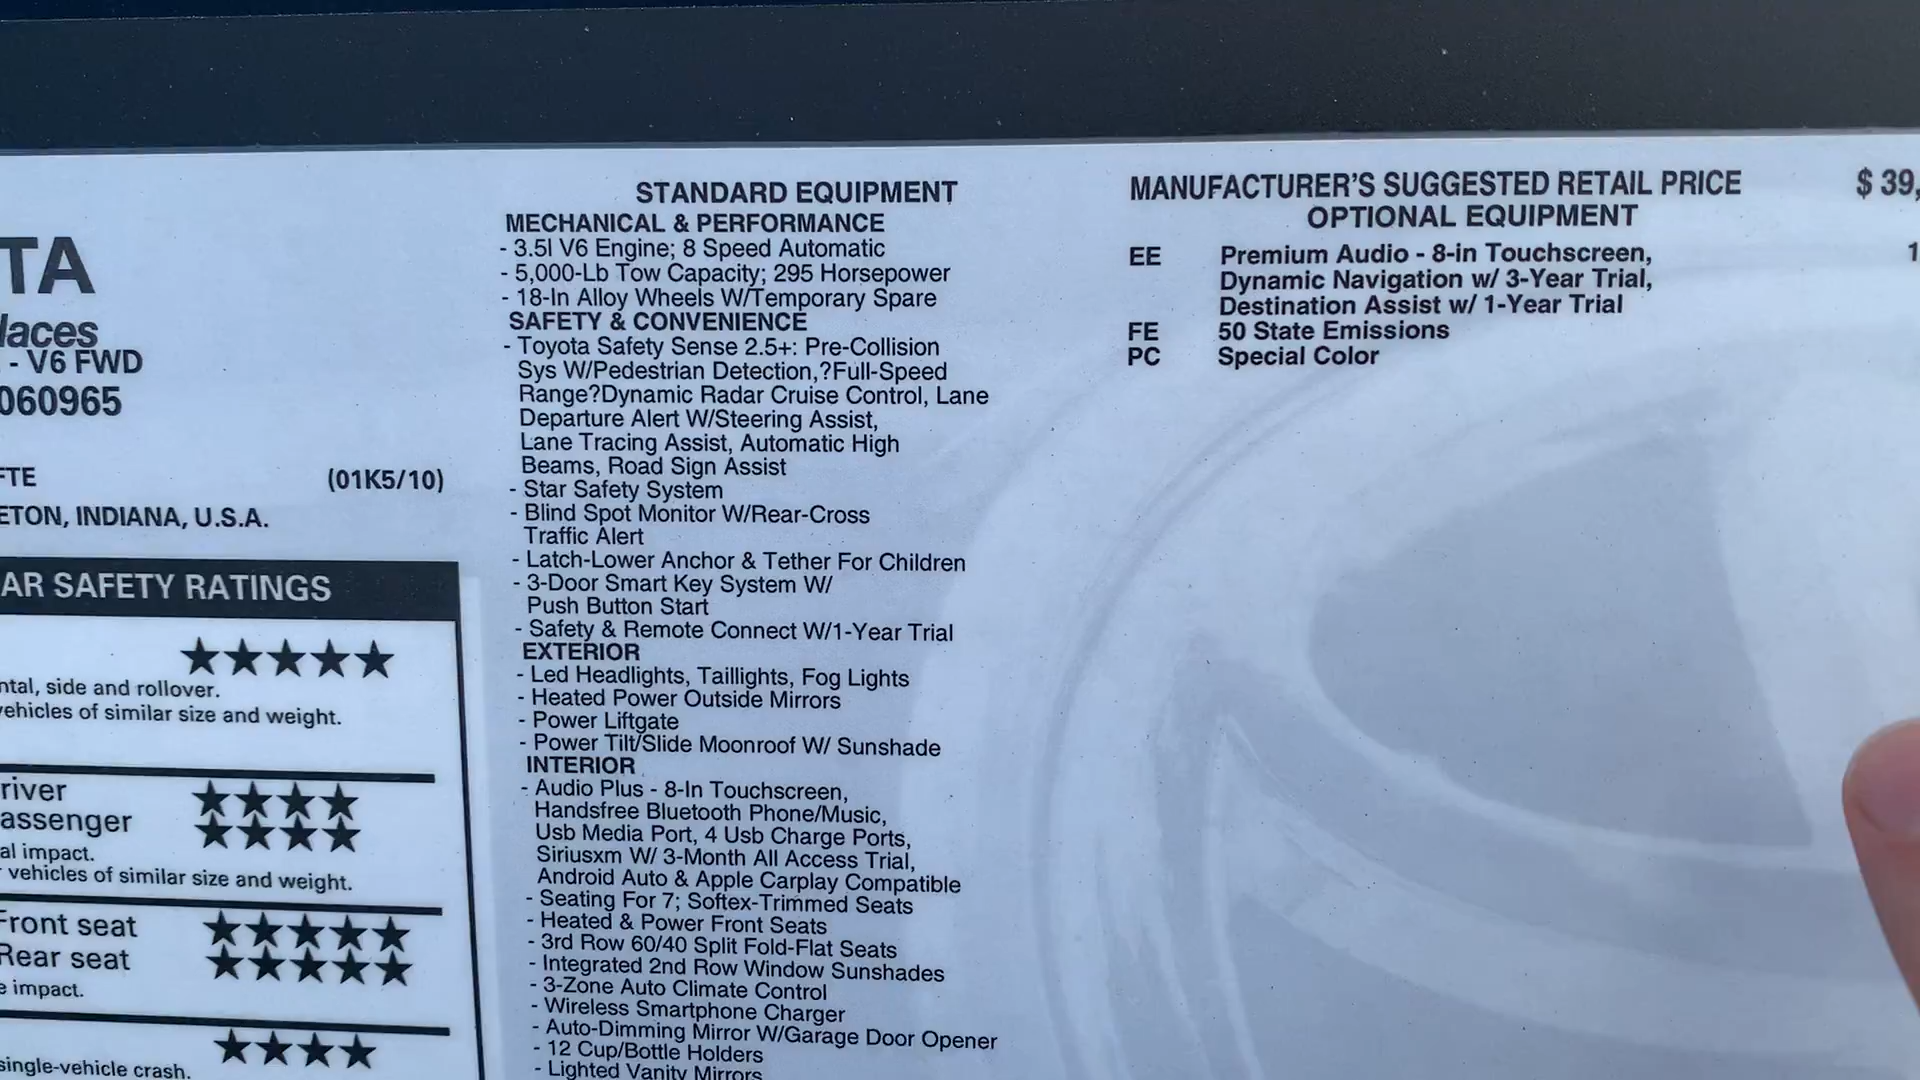 TA
laces
- V6 FWD
060965
FTE (01K5/10)
ETON, INDIANA, U.S.A.
AR SAFETY RATINGS
★★★★★
ntal, side and rollover.
vehicles of similar size and weight.
river ★★★★
assenger ★★★★
al impact.
vehicles of similar size and weight.
Front seat ★★★★★
Rear seat ★★★★★
e impact.
★★★★
single-vehicle crash.
STANDARD EQUIPMENT
MECHANICAL & PERFORMANCE
- 3.5l V6 Engine; 8 Speed Automatic
- 5,000-Lb Tow Capacity; 295 Horsepower
- 18-In Alloy Wheels W/Temporary Spare
SAFETY & CONVENIENCE
- Toyota Safety Sense 2.5+: Pre-Collision
Sys W/Pedestrian Detection,?Full-Speed
Range?Dynamic Radar Cruise Control, Lane
Departure Alert W/Steering Assist,
Lane Tracing Assist, Automatic High
Beams, Road Sign Assist
- Star Safety System
- Blind Spot Monitor W/Rear-Cross
Traffic Alert
- Latch-Lower Anchor & Tether For Children
- 3-Door Smart Key System W/
Push Button Start
- Safety & Remote Connect W/1-Year Trial
EXTERIOR
- Led Headlights, Taillights, Fog Lights
- Heated Power Outside Mirrors
- Power Liftgate
- Power Tilt/Slide Moonroof W/ Sunshade
INTERIOR
- Audio Plus - 8-In Touchscreen,
Handsfree Bluetooth Phone/Music,
Usb Media Port, 4 Usb Charge Ports,
Siriusxm W/ 3-Month All Access Trial,
Android Auto & Apple Carplay Compatible
- Seating For 7; Softex-Trimmed Seats
- Heated & Power Front Seats
- 3rd Row 60/40 Split Fold-Flat Seats
- Integrated 2nd Row Window Sunshades
- 3-Zone Auto Climate Control
- Wireless Smartphone Charger
- Auto-Dimming Mirror W/Garage Door Opener
- 12 Cup/Bottle Holders
- Lighted Vanity Mirrors
MANUFACTURER'S SUGGESTED RETAIL PRICE $ 39,
OPTIONAL EQUIPMENT
EE Premium Audio - 8-in Touchscreen, 1
Dynamic Navigation w/ 3-Year Trial,
Destination Assist w/ 1-Year Trial
FE 50 State Emissions
PC Special Color